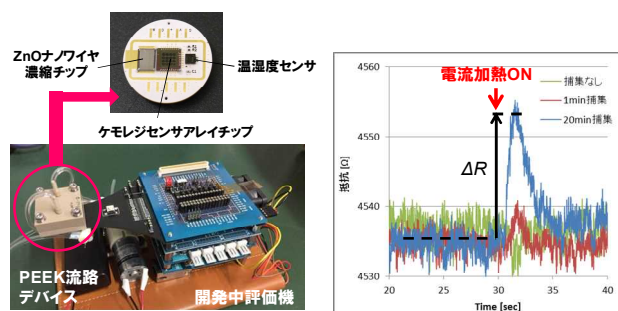 ZnOナノワイヤ
濃縮チップ
温湿度センサ
ケモレジセンサアレイチップ
PEEK流路
デバイス
開発中評価機
電流加熱ON
捕集なし
1min捕集
20min捕集
ΔR
抵抗 [Ω]
4560
4550
4540
4530
20
25
30
35
40
Time [sec]